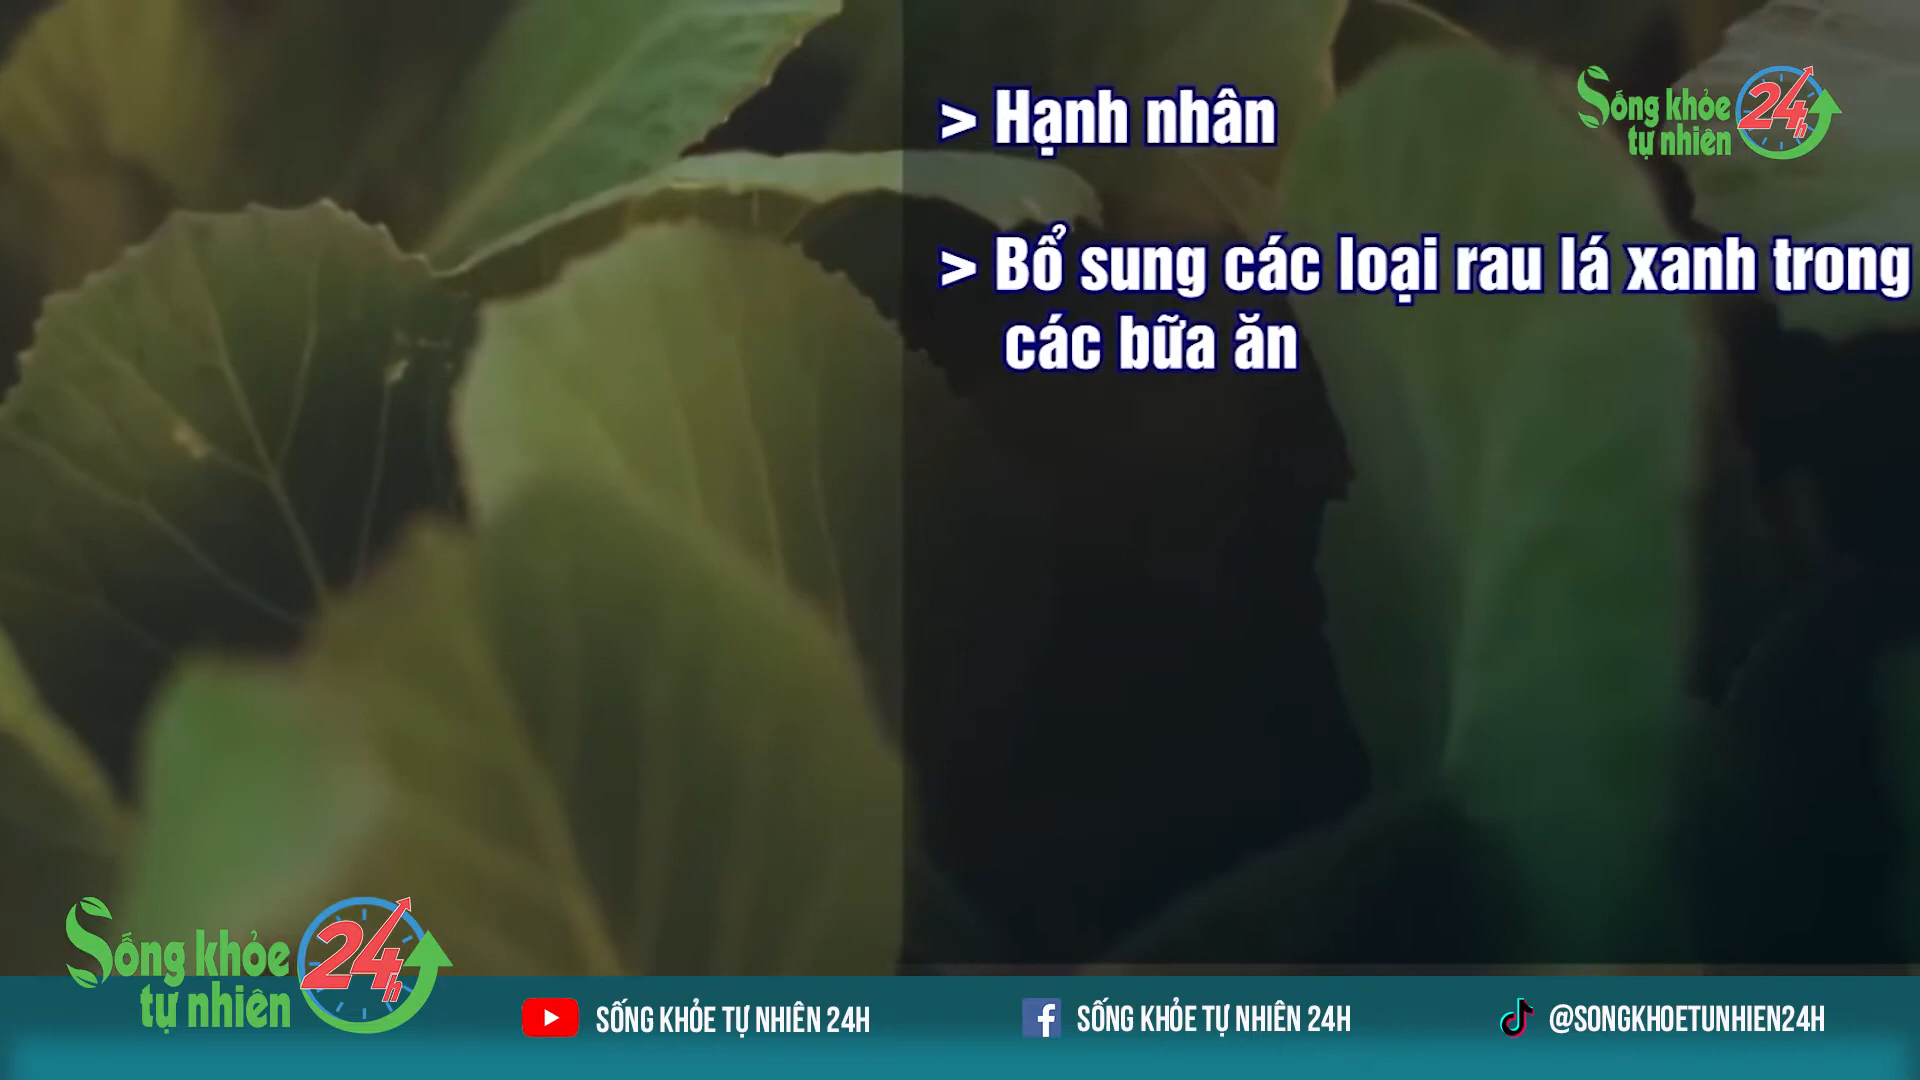 > Hạnh nhân
Sống khỏe
tự nhiên
24h
> Bổ sung các loại rau lá xanh trong
các bữa ăn
Sống khỏe
tự nhiên
24h
SỐNG KHỎE TỰ NHIÊN 24H
SỐNG KHỎE TỰ NHIÊN 24H
@SONGKHOETUNHIEN24H